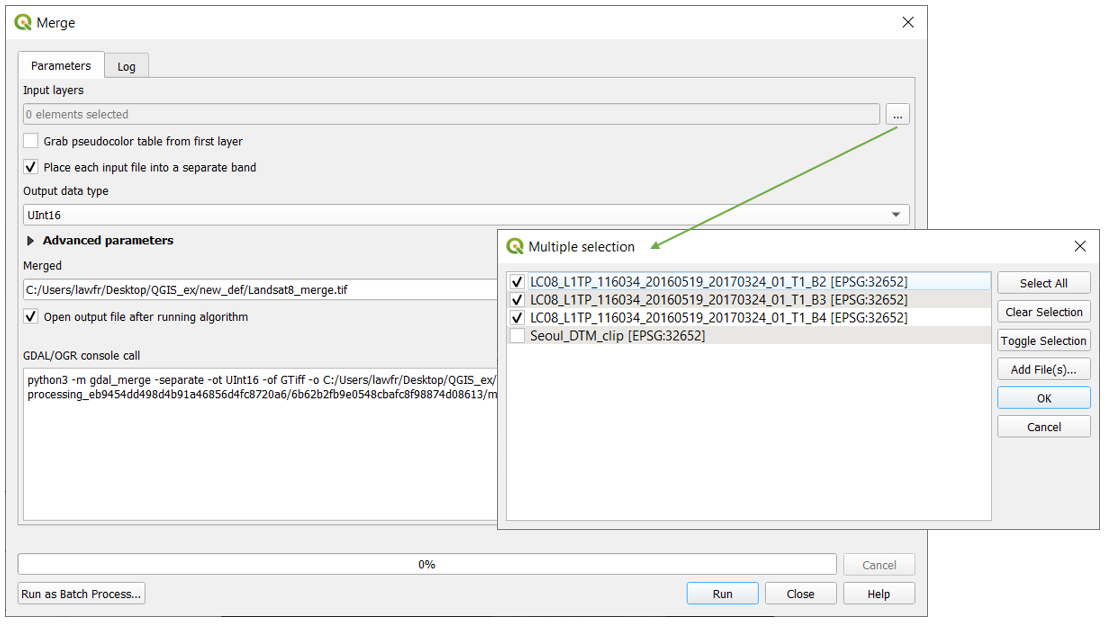 Merge
Parameters
Log
Input layers
0 elements selected
...
Grab pseudocolor table from first layer
Place each input file into a separate band
Output data type
UInt16
Advanced parameters
Merged
C:/Users/lawfr/Desktop/QGIS_ex/new_def/Landsat8_merge.tif
Open output file after running algorithm
GDAL/OGR console call
python3 -m gdal_merge -separate -ot UInt16 -of GTiff -o C:/Users/lawfr/Desktop/QGIS_ex/
processing_eb9454dd498d4b91a46856d4fc8720a6/6b62b2fb9e0548cbafc8f98874d08613/m
0%
Cancel
Run as Batch Process...
Run
Close
Help
Multiple selection
LC08_L1TP_116034_20160519_20170324_01_T1_B2 [EPSG:32652]
LC08_L1TP_116034_20160519_20170324_01_T1_B3 [EPSG:32652]
LC08_L1TP_116034_20160519_20170324_01_T1_B4 [EPSG:32652]
Seoul_DTM_clip [EPSG:32652]
Select All
Clear Selection
Toggle Selection
Add File(s)...
OK
Cancel